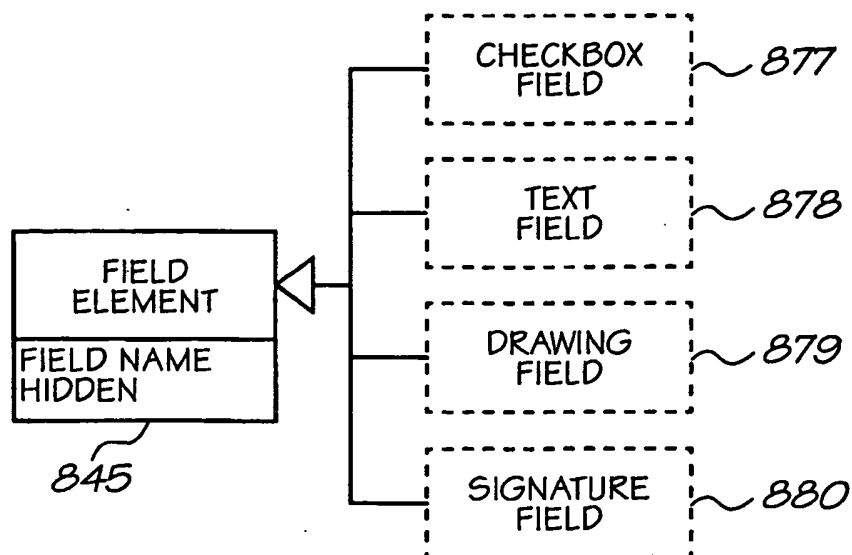 CHECKBOX
FIELD
877
TEXT
FIELD
878
FIELD
ELEMENT
FIELD NAME
HIDDEN
845
DRAWING
FIELD
879
SIGNATURE
FIELD
880